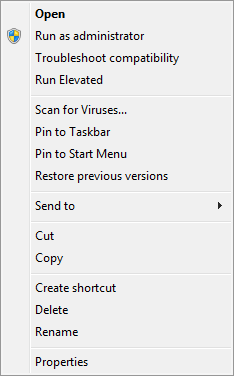 Open
Run as administrator
Troubleshoot compatibility
Run Elevated
Scan for Viruses...
Pin to Taskbar
Pin to Start Menu
Restore previous versions
Send to
Cut
Copy
Create shortcut
Delete
Rename
Properties